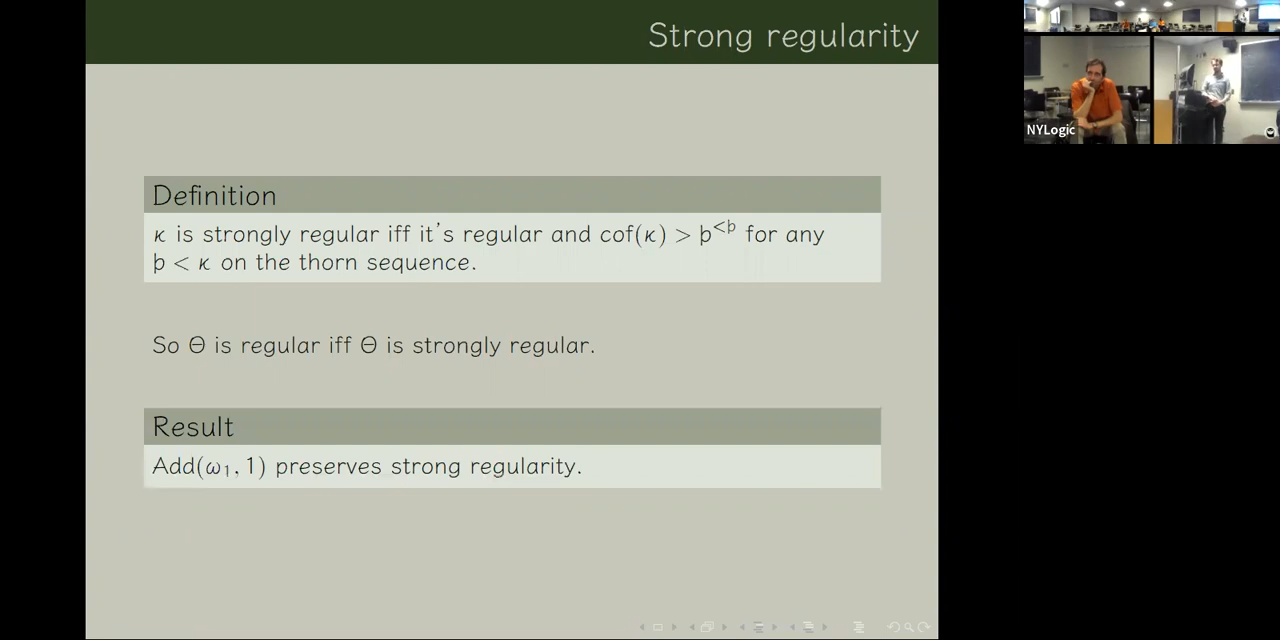 Strong regularity
Definition
κ is strongly regular iff it's regular and cof(κ) > þ^{<þ} for any
þ < κ on the thorn sequence.
So Θ is regular iff Θ is strongly regular.
Result
Add(ω₁, 1) preserves strong regularity.
NYLogic